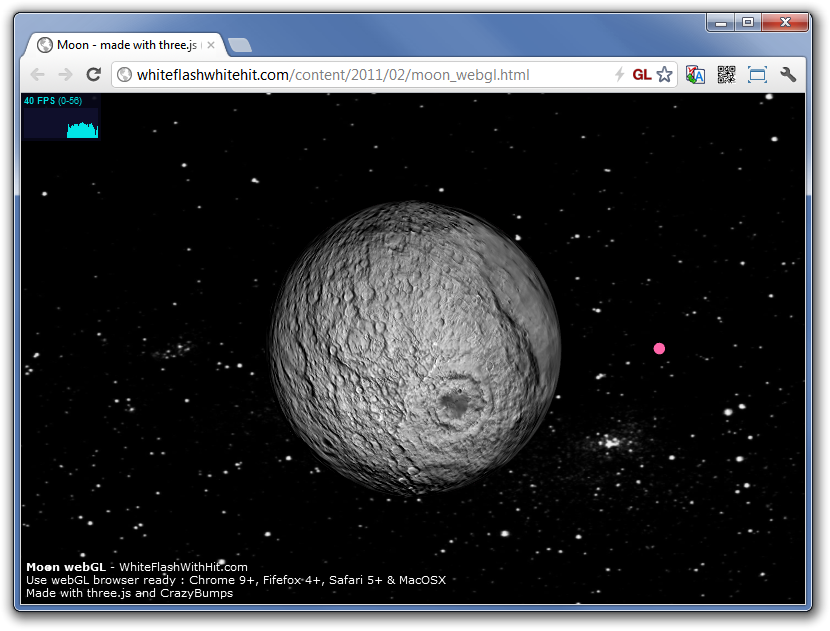 Moon - made with three.js
whiteflashwhitehit.com/content/2011/02/moon_webgl.html
GL
40 FPS (0-56)
Moon webGL - WhiteFlashWithHit.com
Use webGL browser ready : Chrome 9+, Fifefox 4+, Safari 5+ & MacOSX
Made with three.js and CrazyBumps